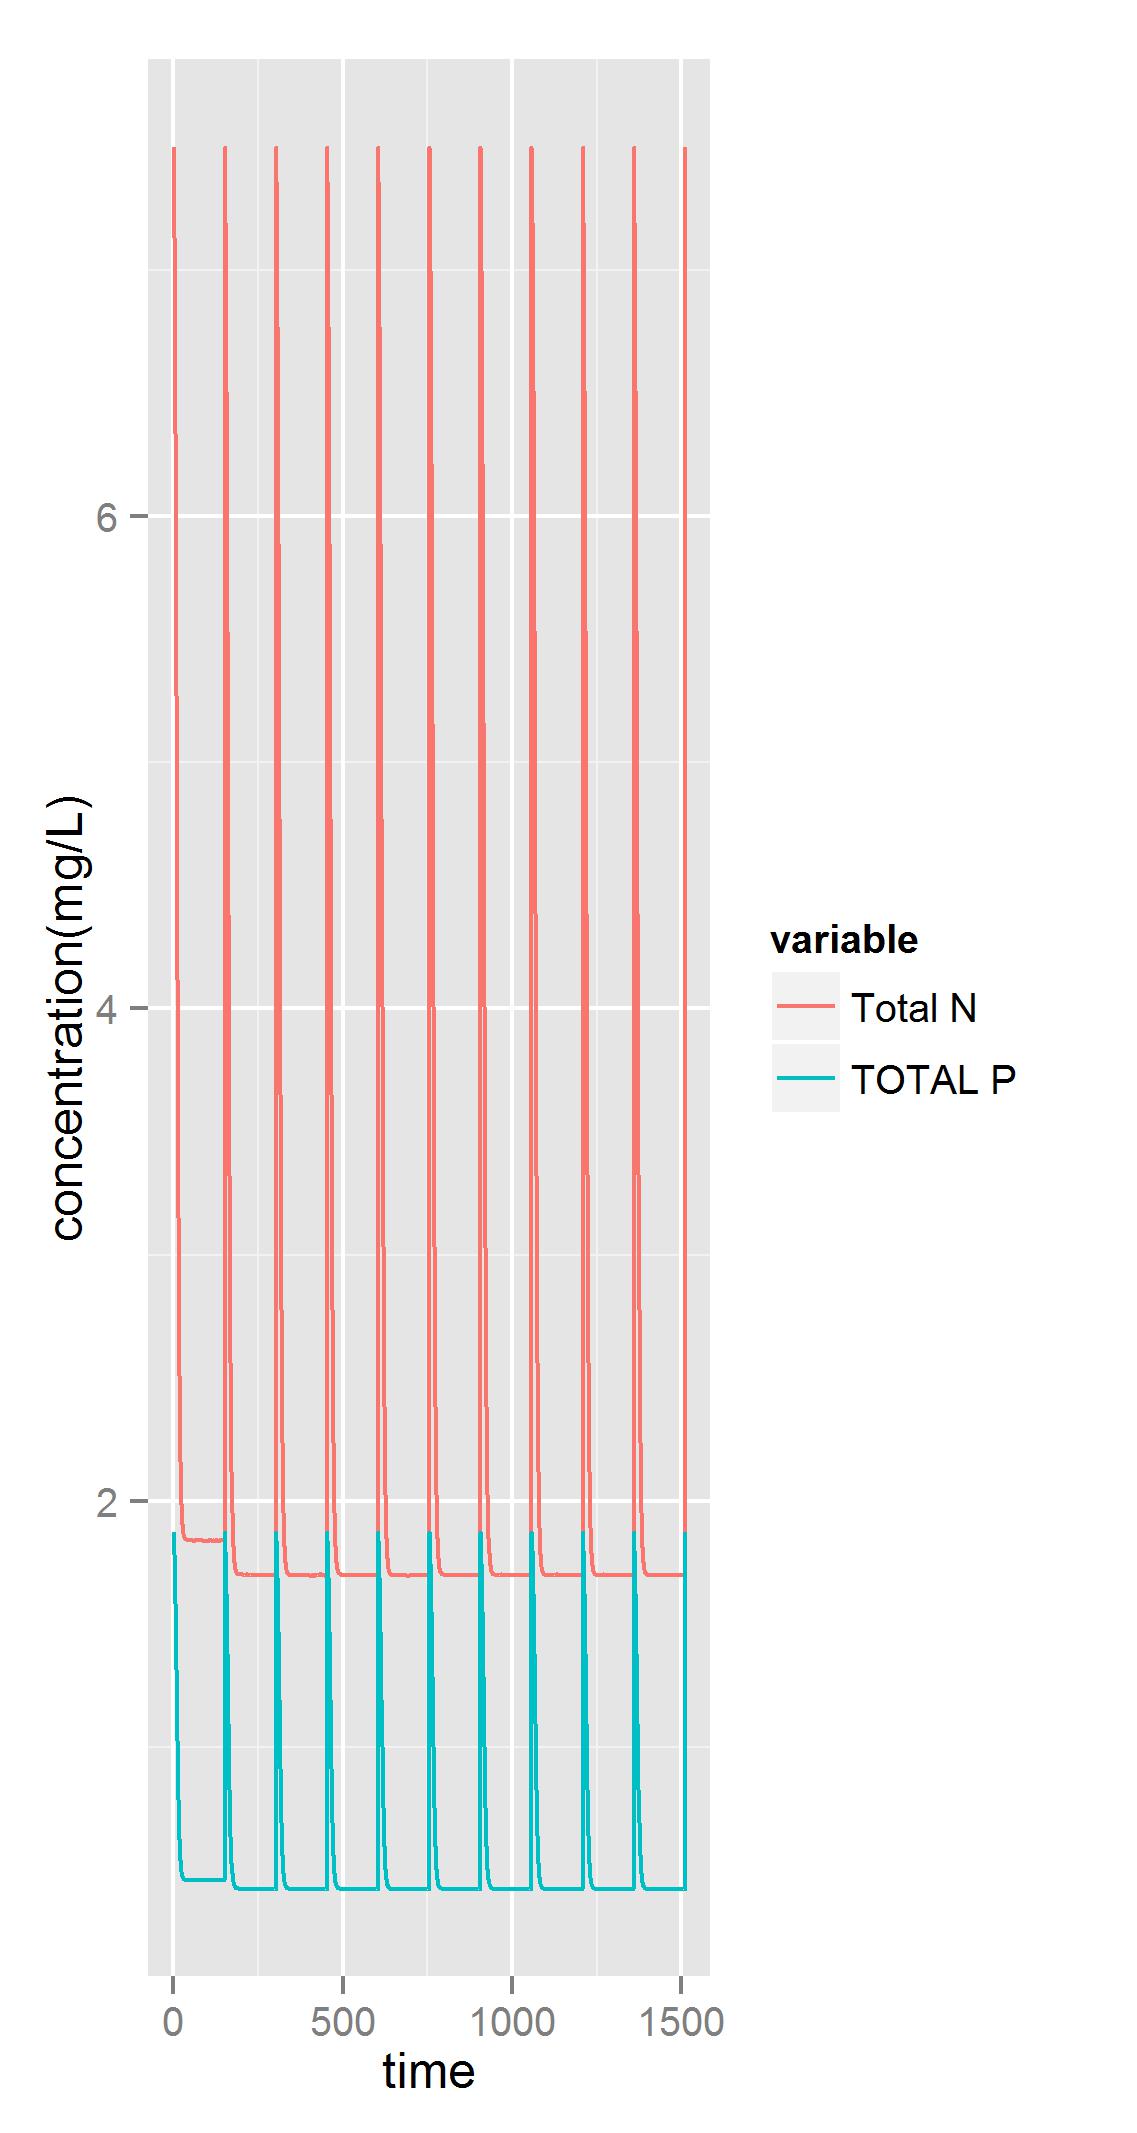 6
4
2
0 500 1000 1500
time
concentration(mg/L)
variable
Total N
TOTAL P